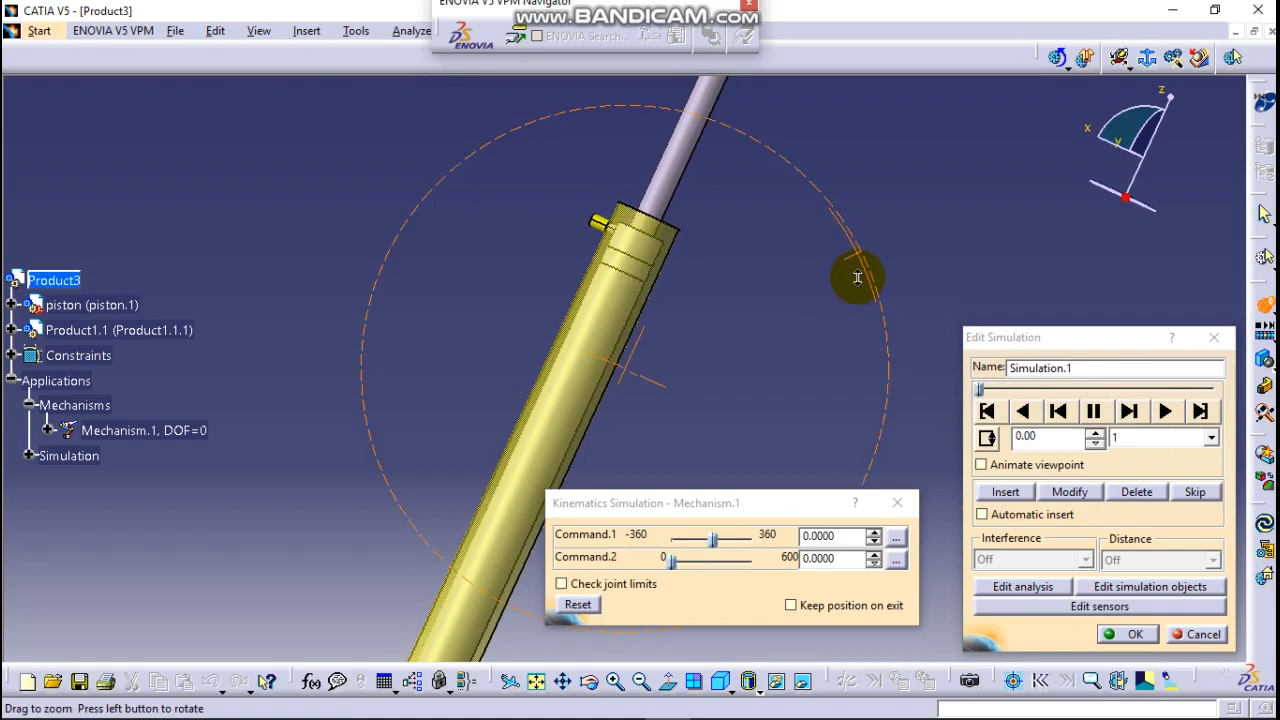 CATIA V5 - [Product3]
ENOVIA V5 VPM Navigator
www.BANDICAM.com
Start ENOVIA V5 VPM File Edit View Insert Tools Analyze
ENOVIA
ENOVIA Search...
z
x
y
Product3
piston (piston.1)
Product1.1 (Product1.1.1)
Constraints
Applications
Mechanisms
Mechanism.1, DOF=0
Simulation
Edit Simulation ?
Name: Simulation.1
0.00 1
Animate viewpoint
Insert Modify Delete Skip
Automatic insert
Interference Distance
Off Off
Edit analysis Edit simulation objects
Edit sensors
OK Cancel
Kinematics Simulation - Mechanism.1 ?
Command.1 -360 360 0.0000 ...
Command.2 0 600 0.0000 ...
Check joint limits
Reset Keep position on exit
f(x)
CATIA
Drag to zoom Press left button to rotate